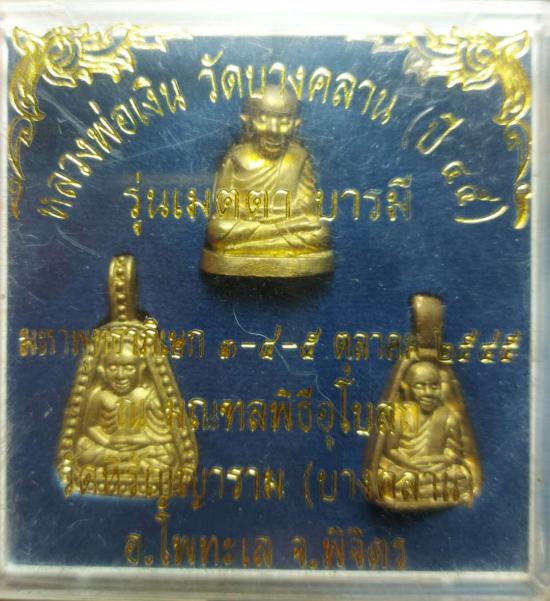 หลวงพ่อเงิน วัดบางคลาน (ปี ๔๕)
รุ่นเมตตา บารมี
มหาพุทธาภิเษก ๓-๔-๕ ตุลาคม ๒๕๔๕
ณ มณฑลพิธีอุโบสถ
วัดหิรัญญาราม (บางคลาน)
อ.โพทะเล จ.พิจิตร